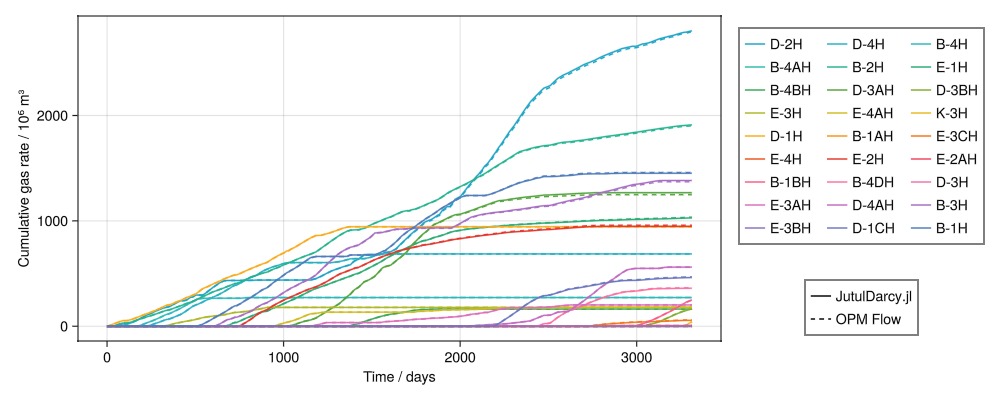 Cumulative gas rate / 10⁶ m³
2000
1000
0
0 1000 2000 3000
Time / days
D-2H D-4H B-4H
B-4AH B-2H E-1H
B-4BH D-3AH D-3BH
E-3H E-4AH K-3H
D-1H B-1AH E-3CH
E-4H E-2H E-2AH
B-1BH B-4DH D-3H
E-3AH D-4AH B-3H
E-3BH D-1CH B-1H
JutulDarcy.jl
OPM Flow